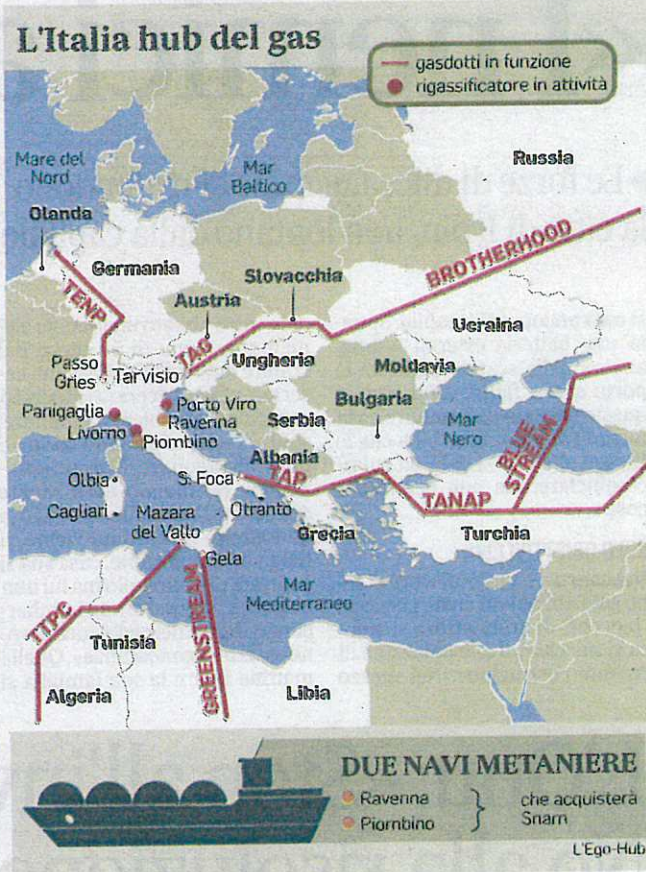 L'Italia hub del gas
gasdotti in funzione
rigassificatore in attività
Mare del
Nord
Mar
Baltico
Russia
Olanda
Germania
TENP
Slovacchia
BROTHERHOOD
Austria
TAG
Ucraina
Ungheria
Passo
Gries
Tarvisio
Moldavia
Panigaglia
Porto Viro
Livorno
Ravenna
Piombino
Serbia
Bulgaria
Mar
Nero
BLUE
STREAM
Albania
Olbia
S. Foca
TAP
TANAP
Cagliari
Mazara
del Vallo
Otranto
Grecia
Turchia
Gela
Mar
Mediterraneo
TTPC
Tunisia
GREENSTREAM
Algeria
Libia
DUE NAVI METANIERE
Ravenna
Piombino
che acquisterà
Snam
L'Ego-Hub